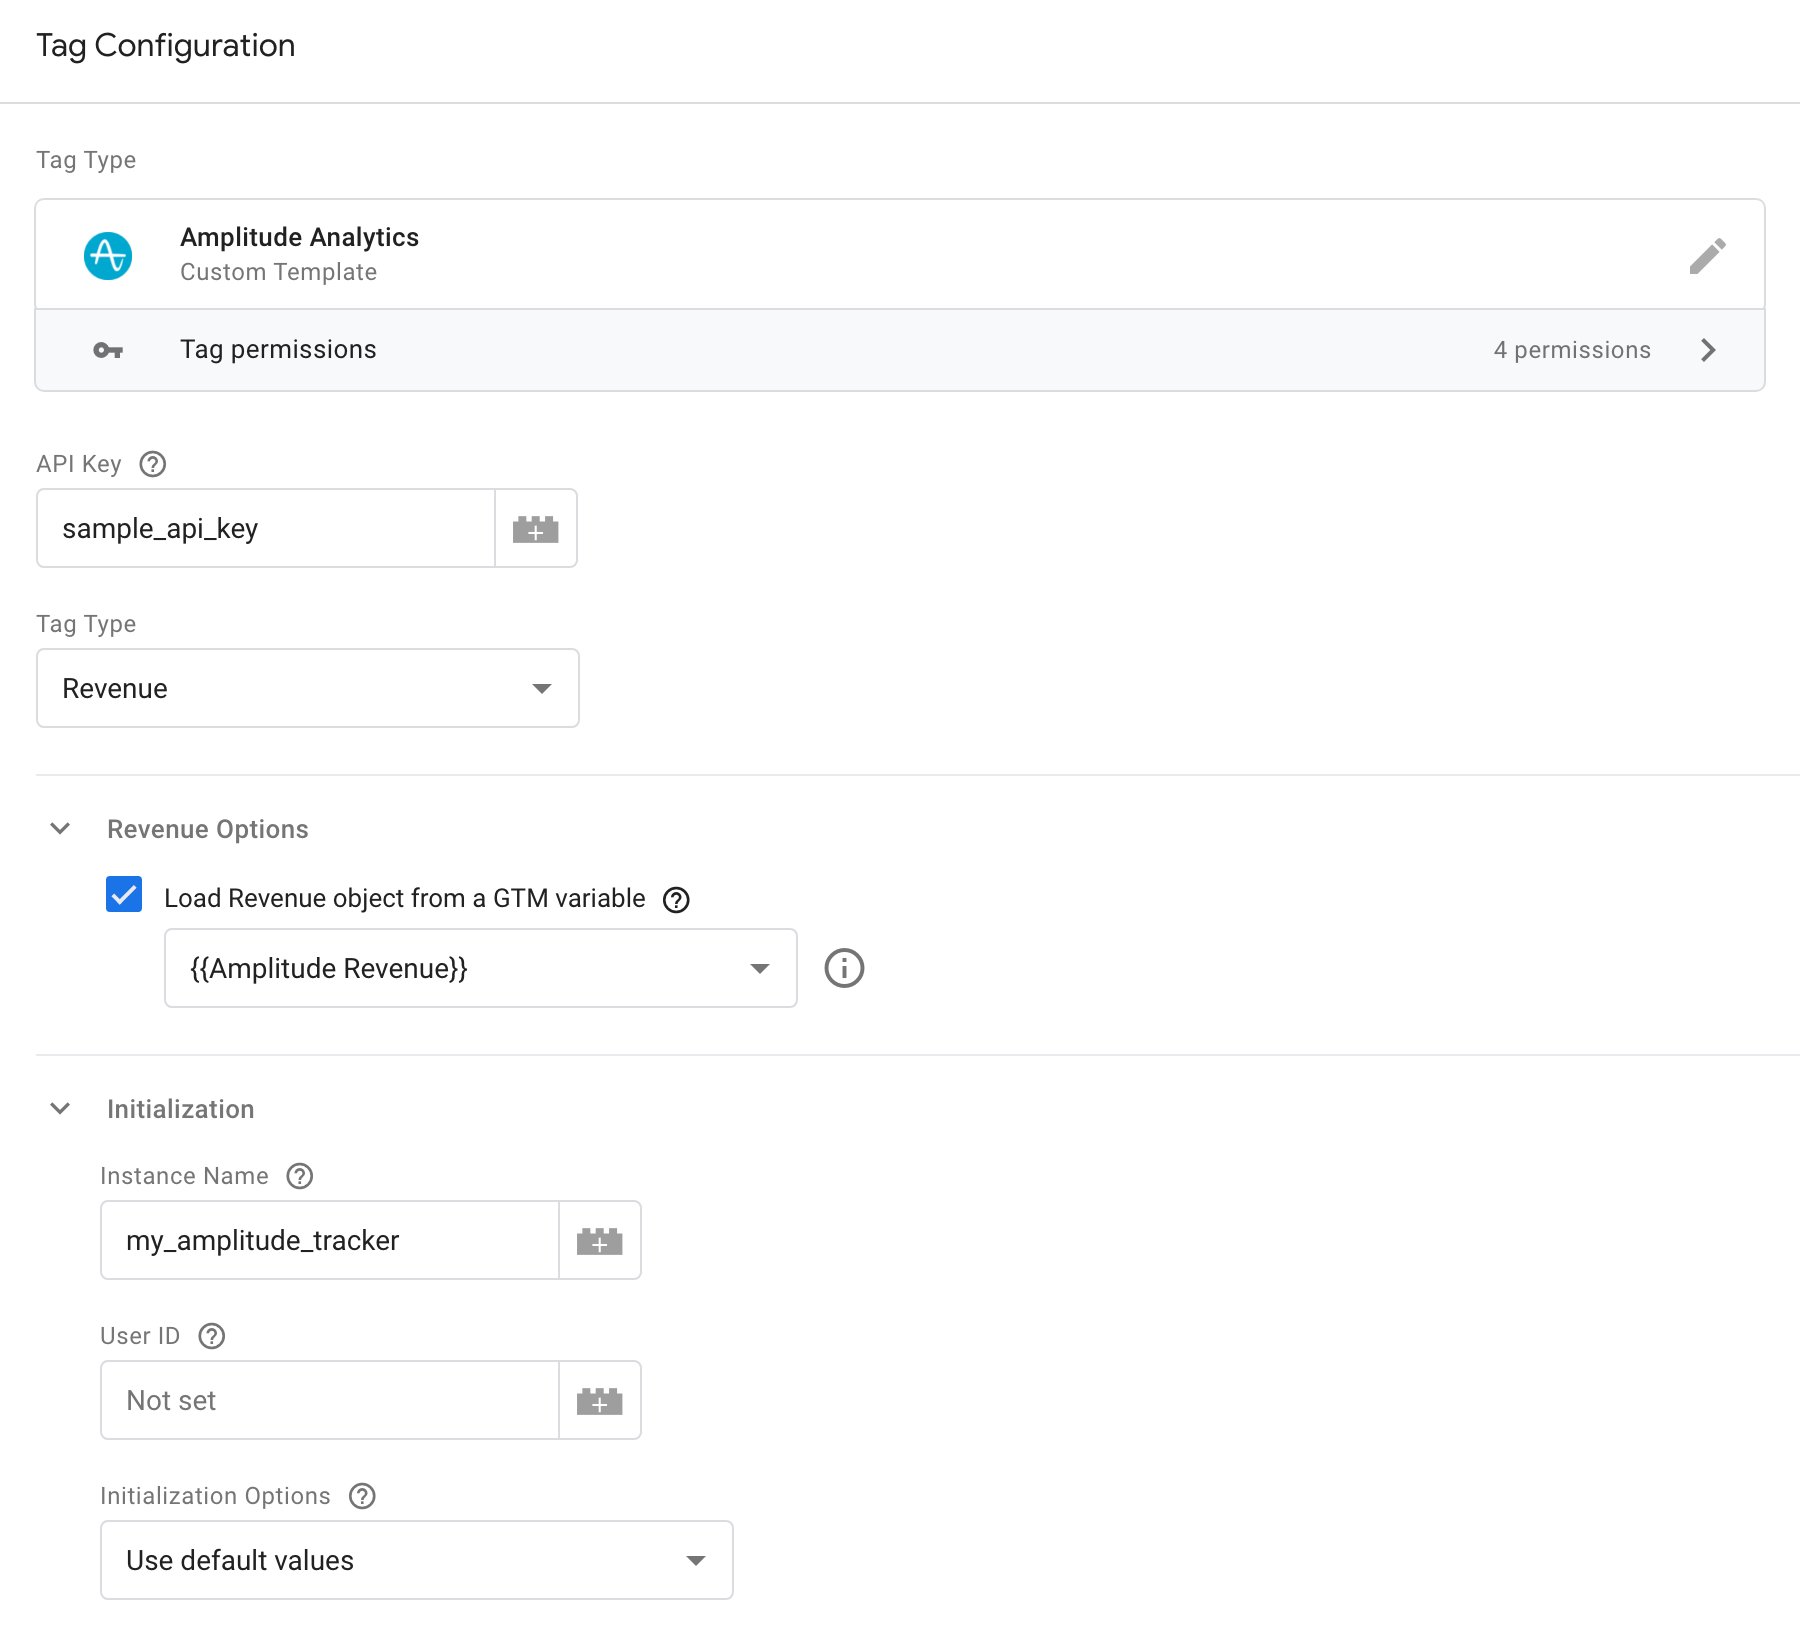 Tag Configuration
Tag Type
Amplitude Analytics
Custom Template
Tag permissions 4 permissions
API Key
sample_api_key
Tag Type
Revenue
Revenue Options
Load Revenue object from a GTM variable
{{Amplitude Revenue}}
Initialization
Instance Name
my_amplitude_tracker
User ID
Not set
Initialization Options
Use default values